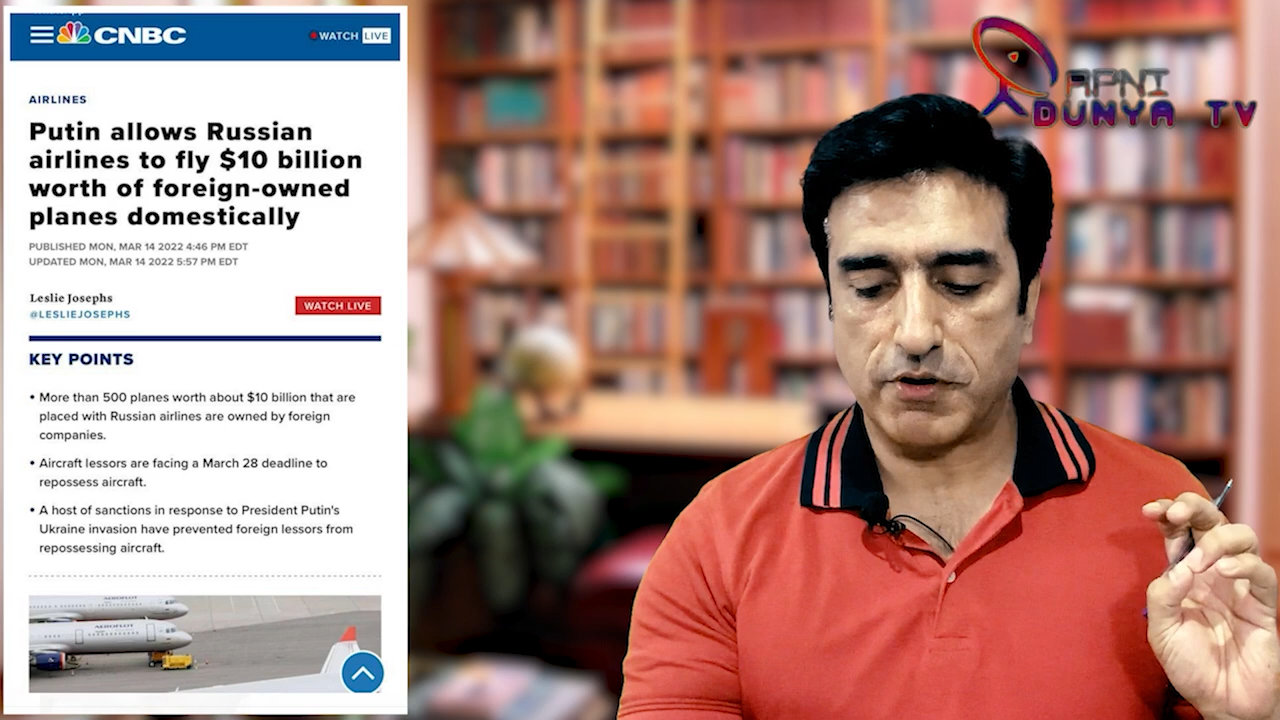 CNBC
WATCH LIVE
AIRLINES
Putin allows Russian
airlines to fly $10 billion
worth of foreign-owned
planes domestically
PUBLISHED MON, MAR 14 2022 4:46 PM EDT
UPDATED MON, MAR 14 2022 5:57 PM EDT
Leslie Josephs
@LESLIEJOSEPHS
WATCH LIVE
KEY POINTS
• More than 500 planes worth about $10 billion that are
placed with Russian airlines are owned by foreign
companies.
• Aircraft lessors are facing a March 28 deadline to
repossess aircraft.
• A host of sanctions in response to President Putin's
Ukraine invasion have prevented foreign lessors from
repossessing aircraft.
AEROFLOT
AEROFLOT
APNI
DUNYA TV